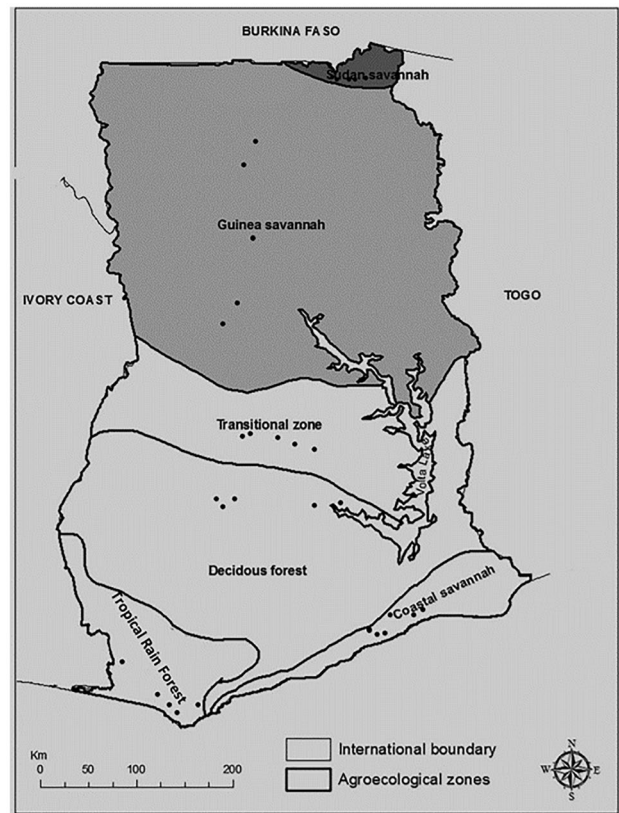 BURKINA FASO
Sudan savannah
Guinea savannah
IVORY COAST
TOGO
Transitional zone
Volta Lake
Decidous forest
Coastal savannah
Tropical Rain Forest
International boundary
Agroecological zones
Km
0 50 100 200
N
W E
S